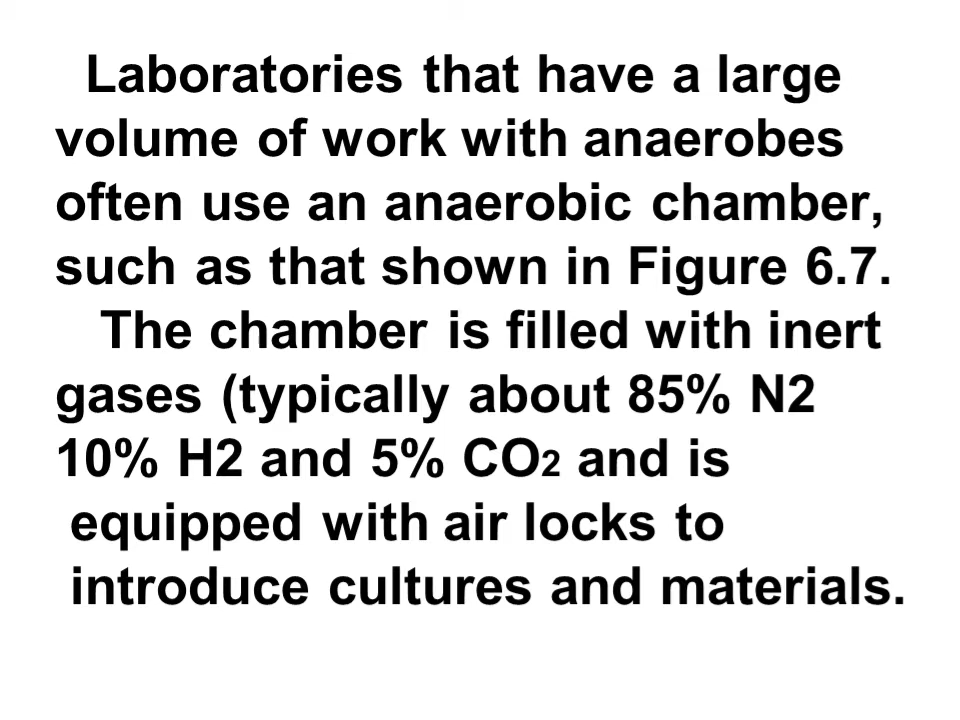 Laboratories that have a large
volume of work with anaerobes
often use an anaerobic chamber,
such as that shown in Figure 6.7.
The chamber is filled with inert
gases (typically about 85% N2
10% H2 and 5% CO2 and is
equipped with air locks to
introduce cultures and materials.